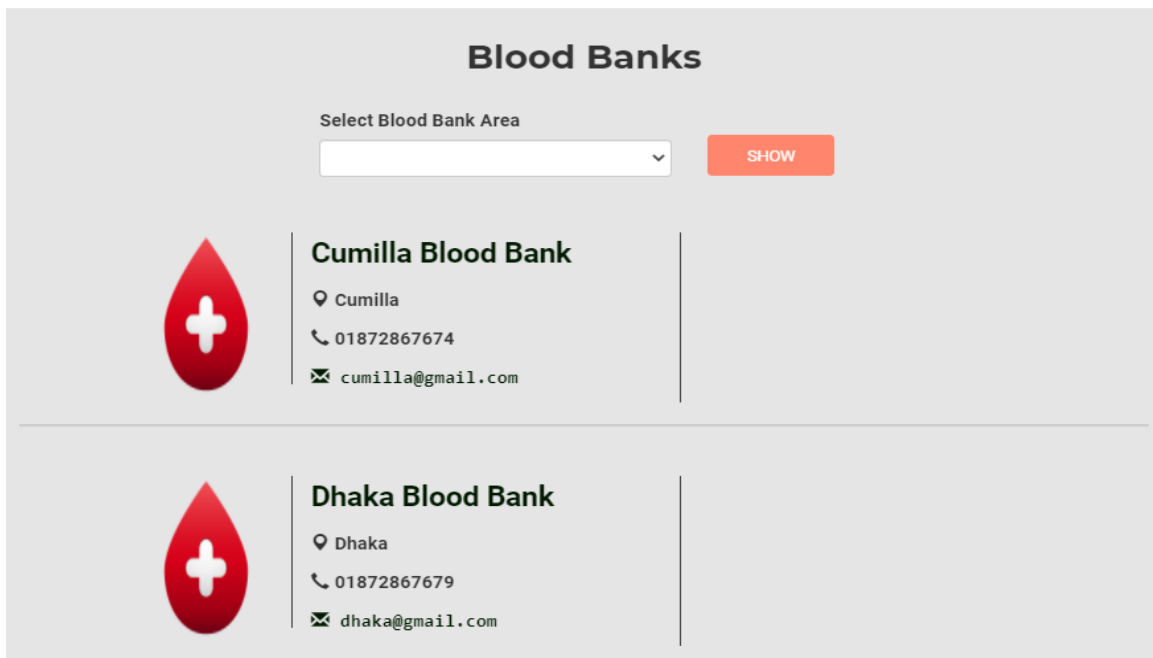 Blood Banks
Select Blood Bank Area
SHOW
Cumilla Blood Bank
Cumilla
01872867674
cumilla@gmail.com
Dhaka Blood Bank
Dhaka
01872867679
dhaka@gmail.com